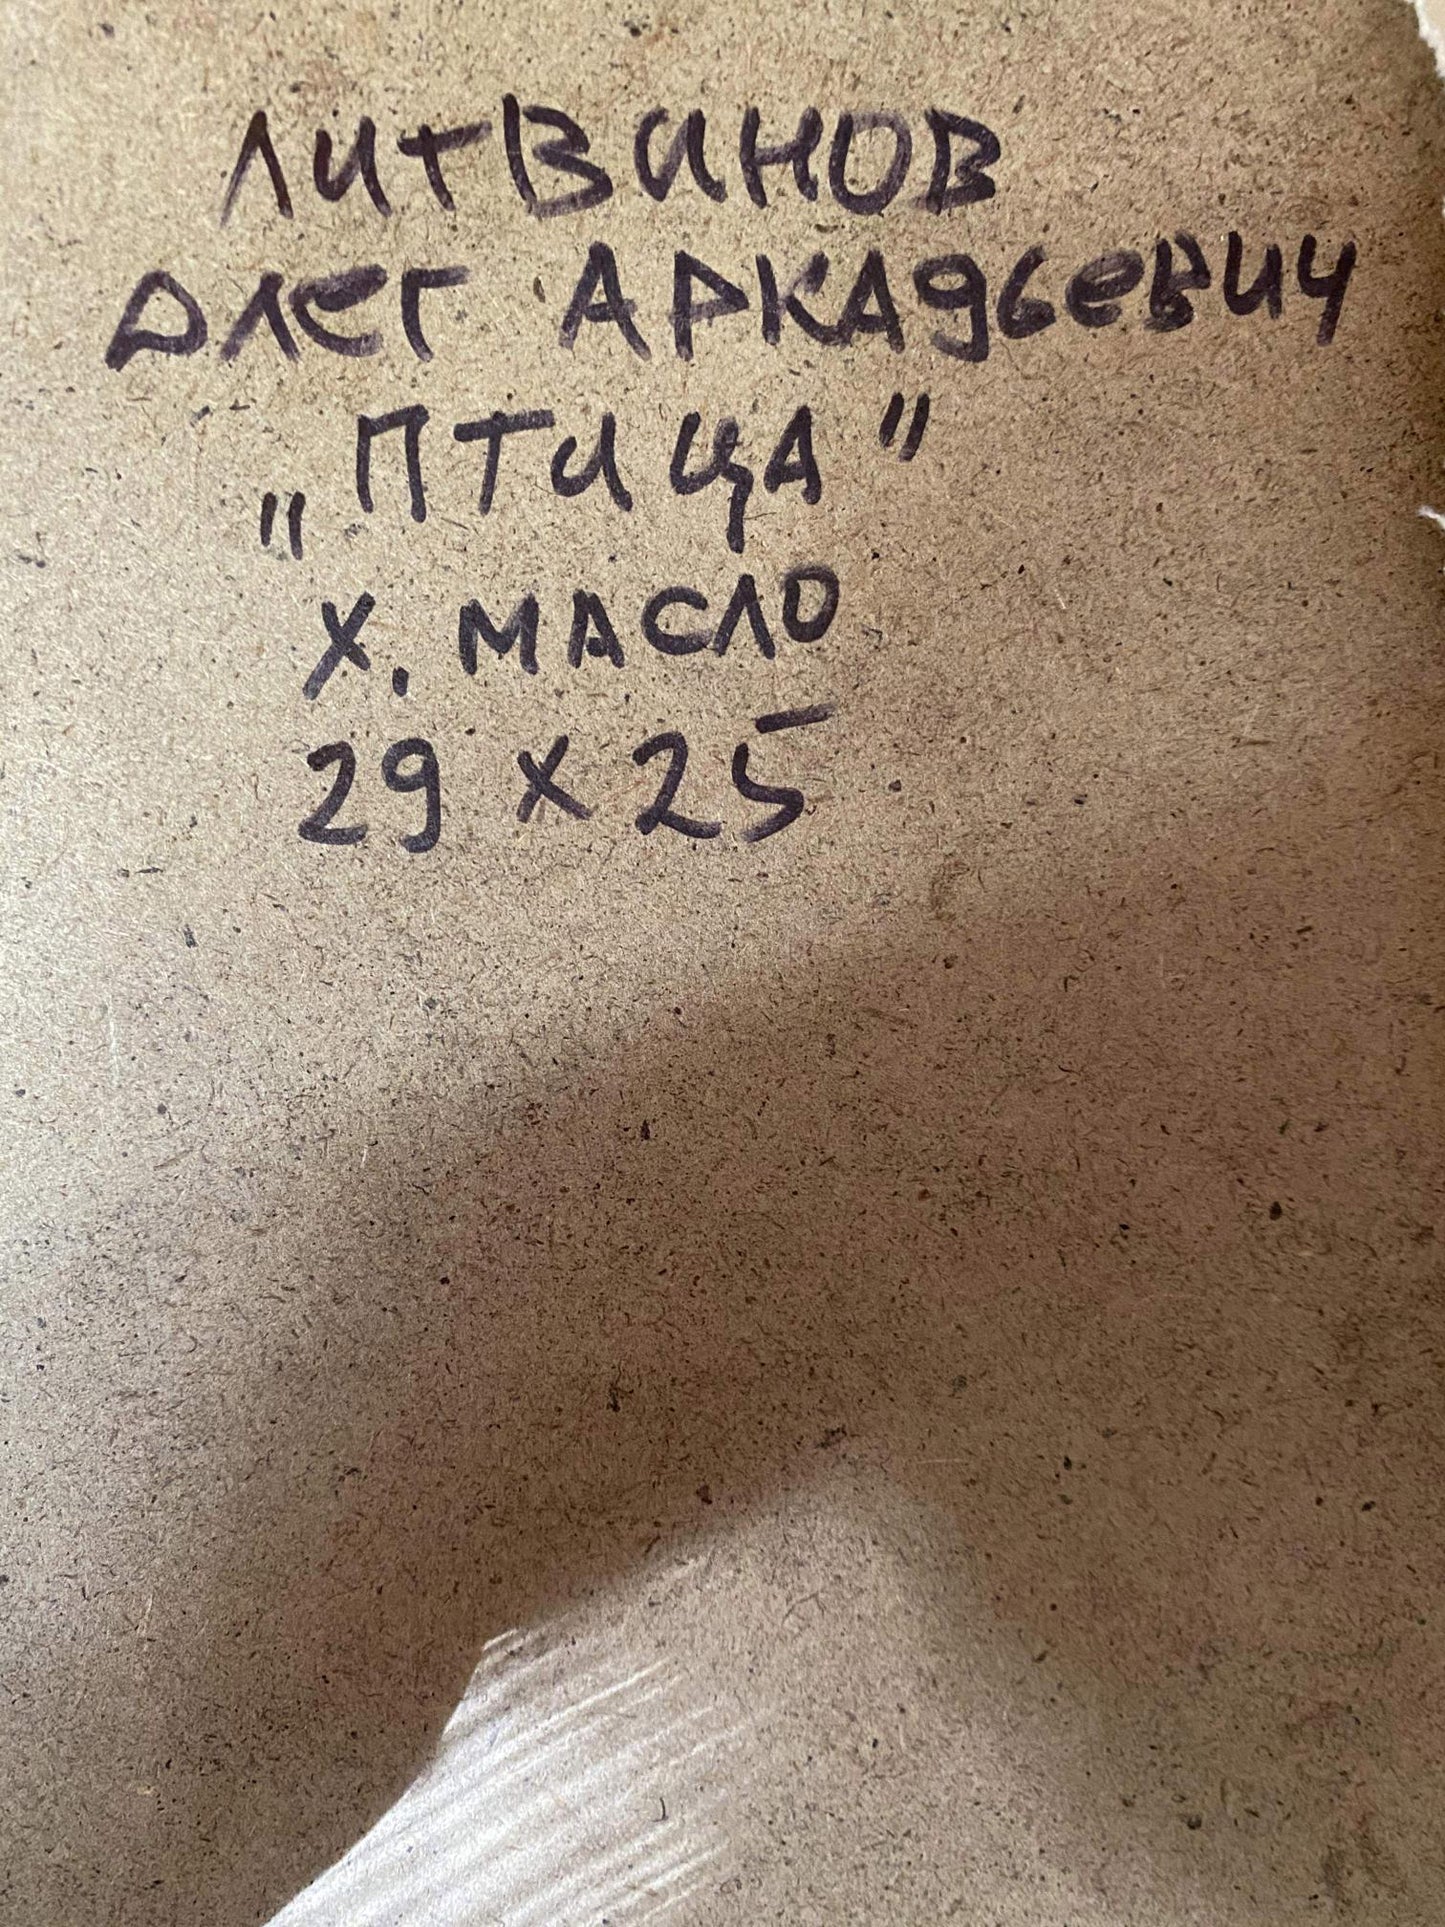 ЛИТВИНОВ
ОЛЕГ АРКАДЬЕВИЧ
„ПТИЦА"
Х. МАСЛО
29 х 25